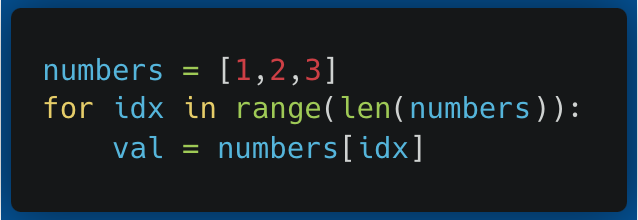 numbers = [1,2,3]
for idx in range(len(numbers)):
    val = numbers[idx]